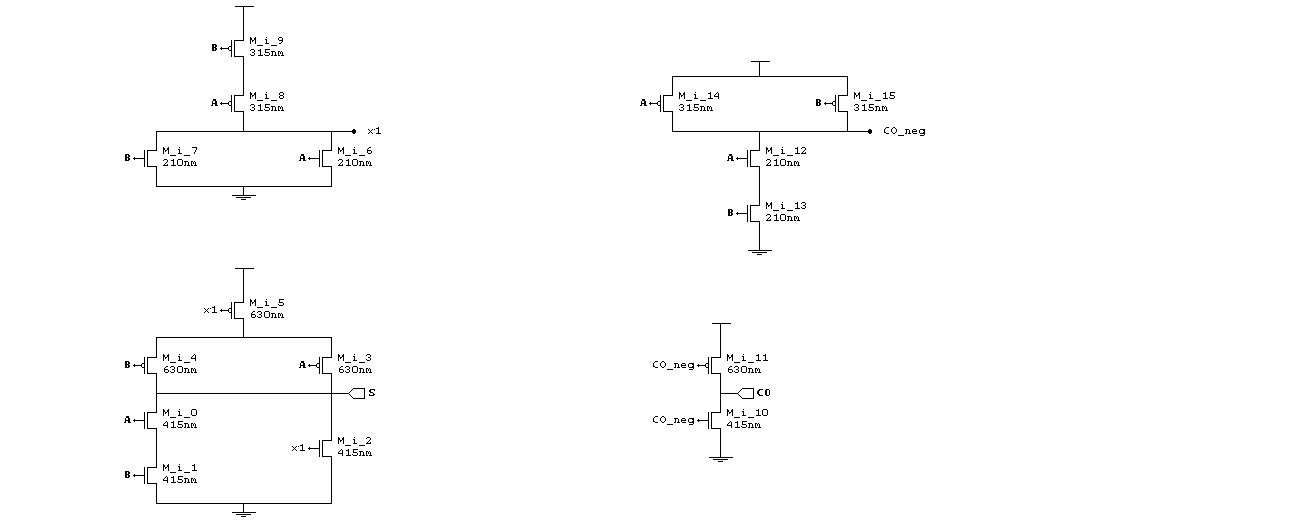 B
M_i_9
315nm
A
M_i_8
315nm
x1
B
M_i_7
210nm
A
M_i_6
210nm
A
M_i_14
315nm
B
M_i_15
315nm
CO_neg
A
M_i_12
210nm
B
M_i_13
210nm
x1
M_i_5
630nm
B
M_i_4
630nm
A
M_i_3
630nm
S
A
M_i_0
415nm
x1
M_i_2
415nm
B
M_i_1
415nm
CO_neg
M_i_11
630nm
CO
CO_neg
M_i_10
415nm